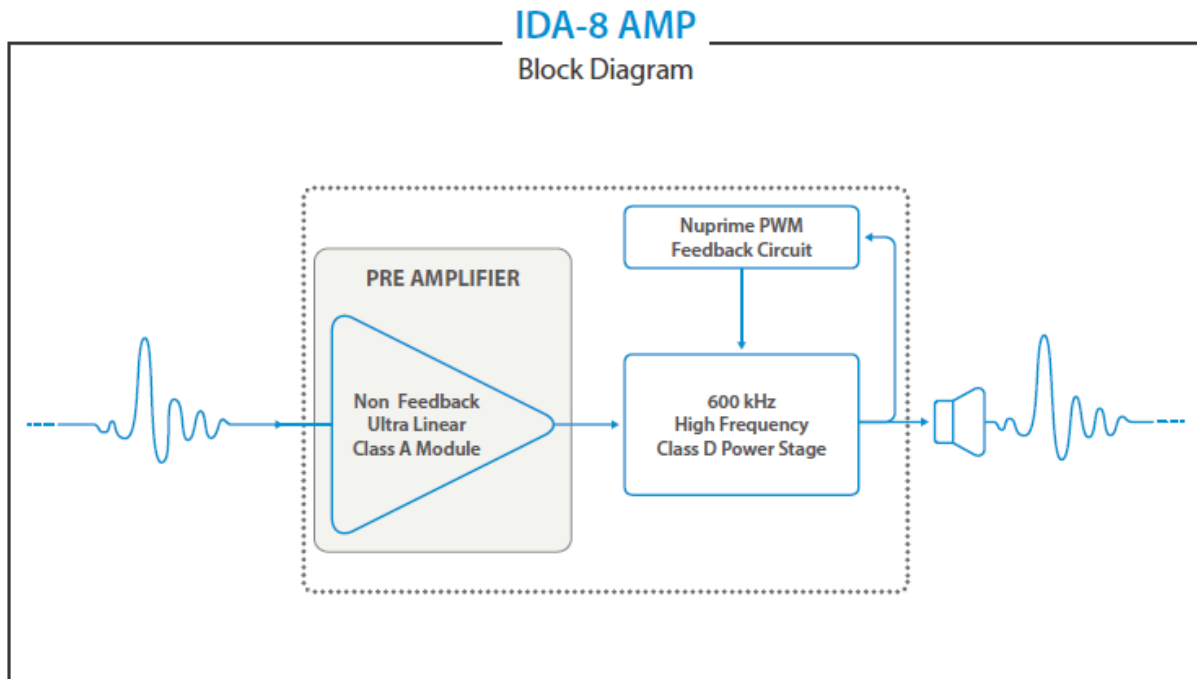 IDA-8 AMP
Block Diagram
PRE AMPLIFIER
Non Feedback
Ultra Linear
Class A Module
Nuprime PWM
Feedback Circuit
600 kHz
High Frequency
Class D Power Stage